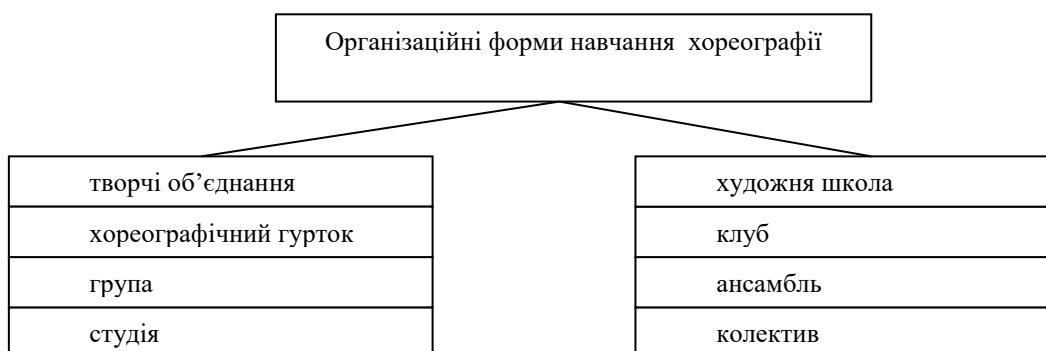 Організаційні форми навчання хореографії
творчі об’єднання
хореографічний гурток
група
студія
художня школа
клуб
ансамбль
колектив